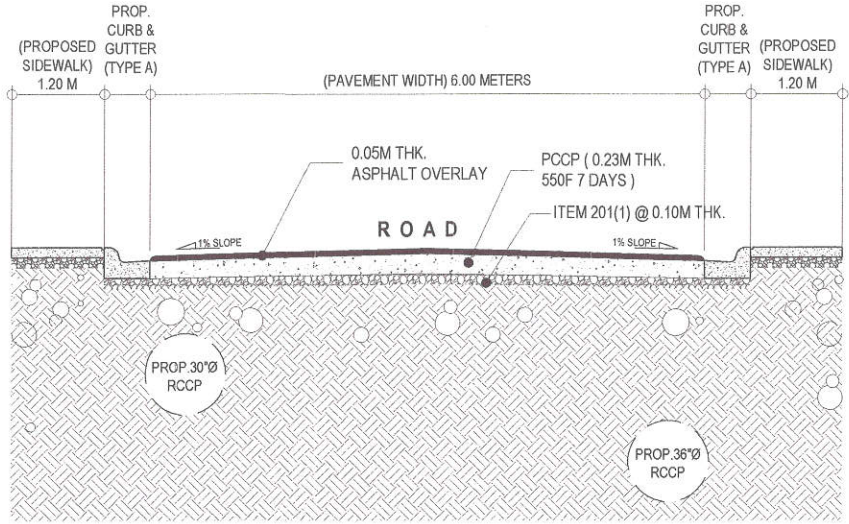 (PROPOSED
SIDEWALK)
1.20 M
PROP.
CURB &
GUTTER
(TYPE A)
(PAVEMENT WIDTH) 6.00 METERS
PROP.
CURB &
GUTTER
(TYPE A)
(PROPOSED
SIDEWALK)
1.20 M
0.05M THK.
ASPHALT OVERLAY
PCCP ( 0.23M THK.
550F 7 DAYS )
ITEM 201(1) @ 0.10M THK.
ROAD
1% SLOPE
1% SLOPE
PROP.30"Ø
RCCP
PROP.36"Ø
RCCP